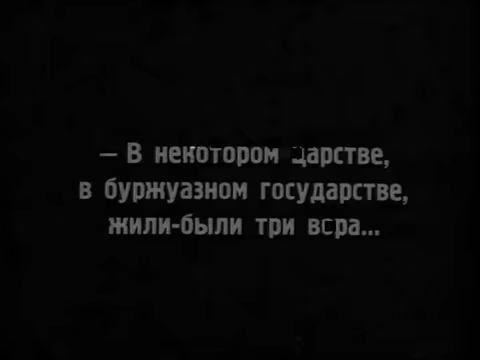 – В некотором царстве,
в буржуазном государстве,
жили-были три вора...